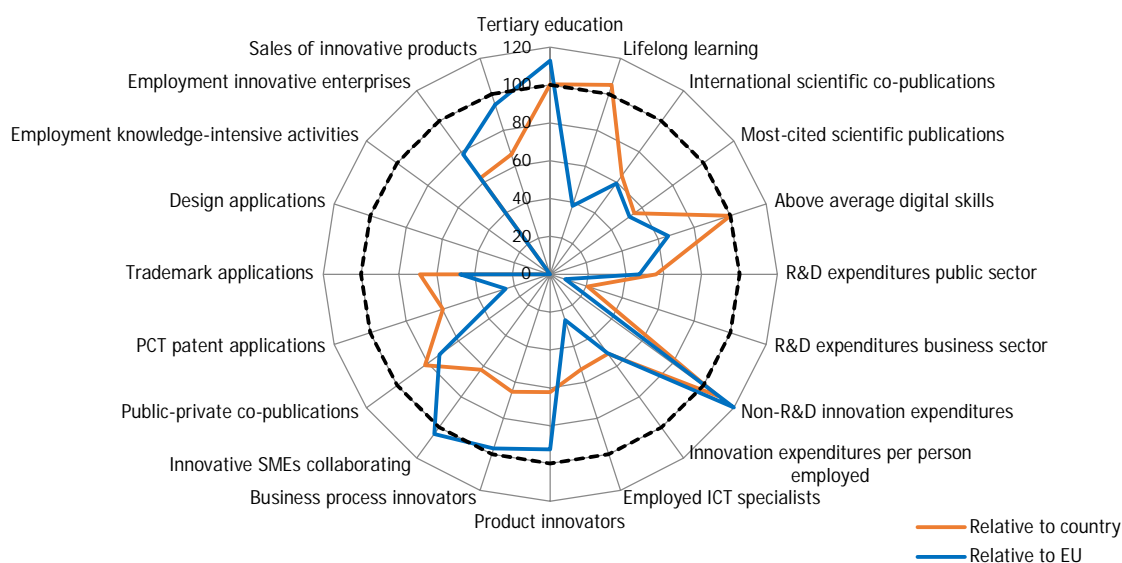 Tertiary education
120
Sales of innovative products
Lifelong learning
Employment innovative enterprises
100
International scientific co-publications
80
Employment knowledge-intensive activities
Most-cited scientific publications
60
40
Design applications
Above average digital skills
20
Trademark applications
0
R&D expenditures public sector
PCT patent applications
R&D expenditures business sector
Public-private co-publications
Non-R&D innovation expenditures
Innovative SMEs collaborating
Innovation expenditures per person
employed
Business process innovators
Employed ICT specialists
Product innovators
Relative to country
Relative to EU